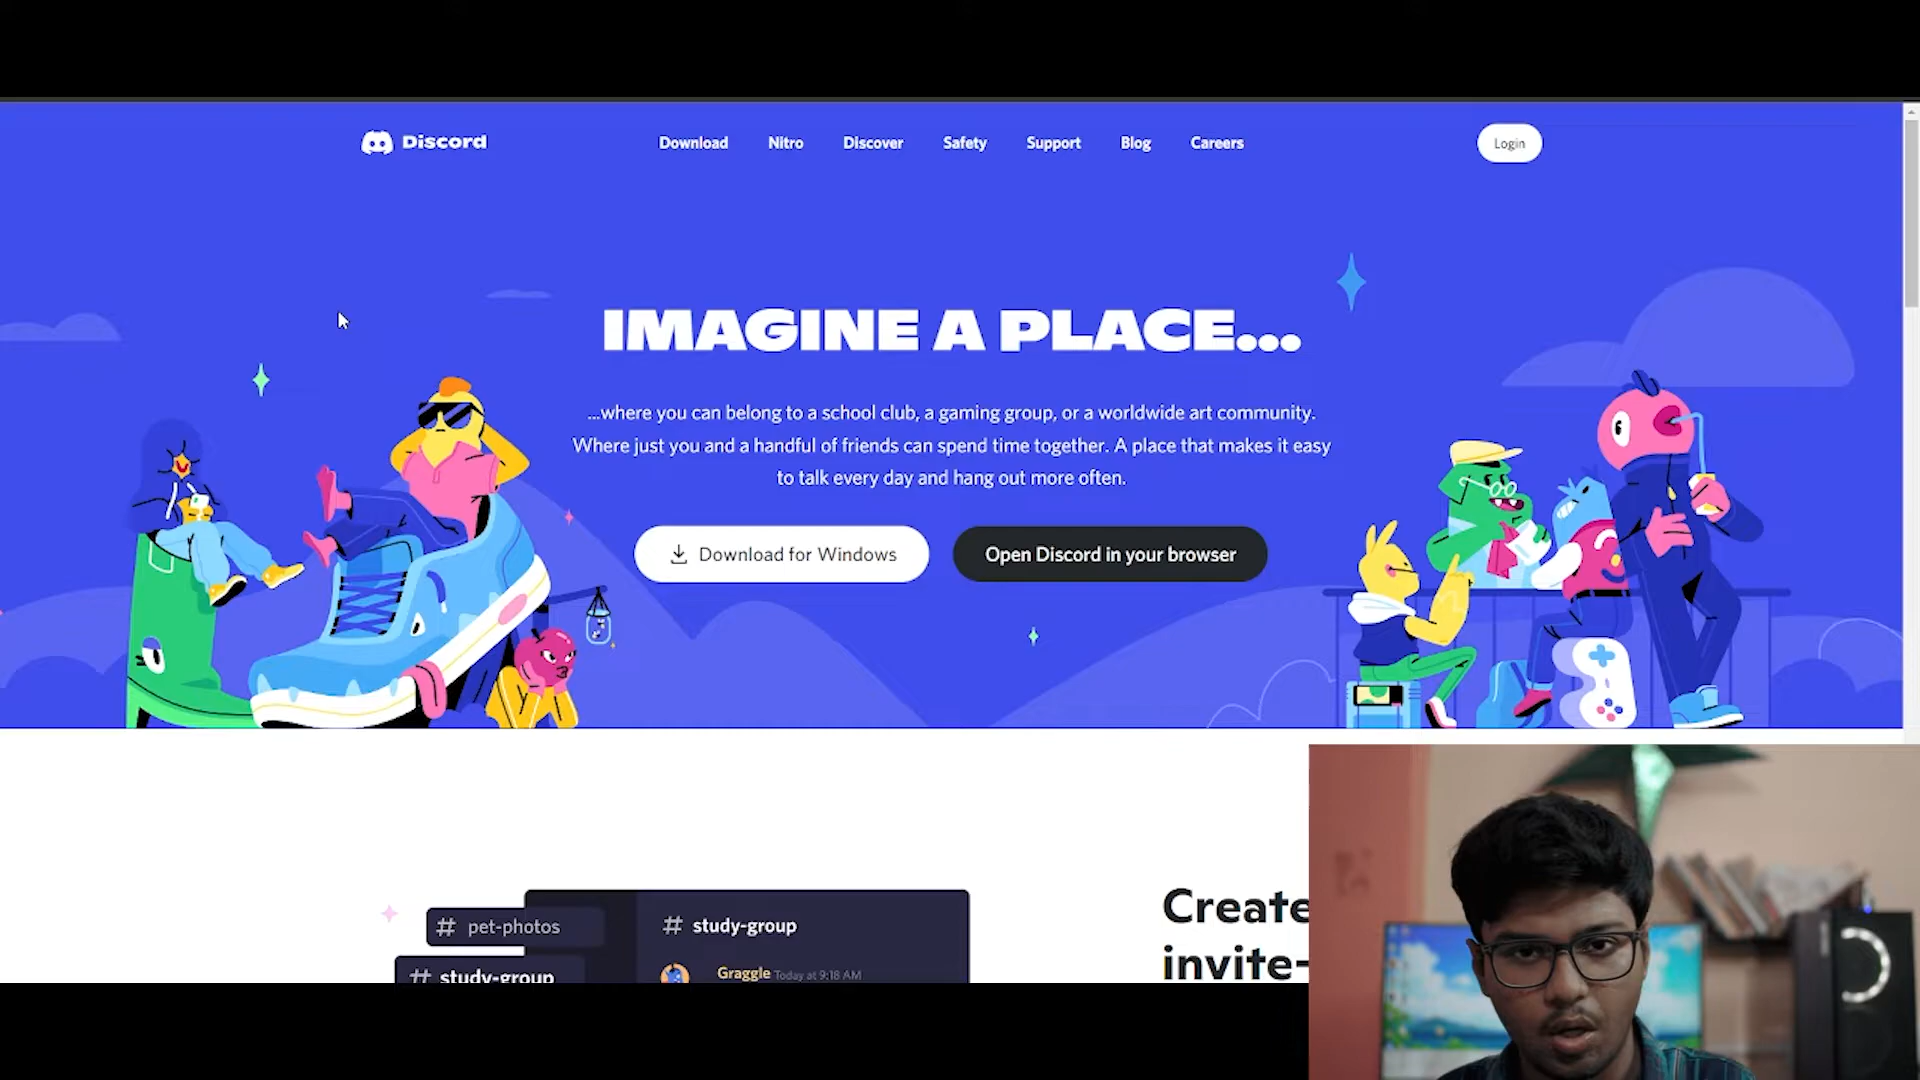 Discord
Download
Nitro
Discover
Safety
Support
Blog
Careers
Login
IMAGINE A PLACE...
...where you can belong to a school club, a gaming group, or a worldwide art community.
Where just you and a handful of friends can spend time together. A place that makes it easy
to talk every day and hang out more often.
Download for Windows
Open Discord in your browser
# pet-photos
# study-group
# study-group
Graggle Today at 9:18 AM
Create
invite-